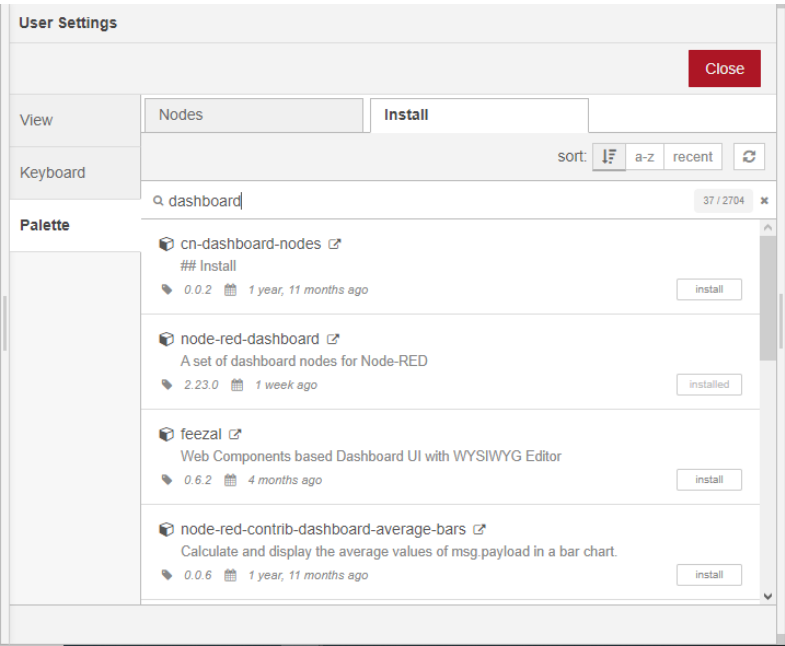 User Settings
Close
View
Keyboard
Palette
Nodes
Install
sort: a-z recent
dashboard 37 / 2704
cn-dashboard-nodes
## Install
0.0.2 1 year, 11 months ago install
node-red-dashboard
A set of dashboard nodes for Node-RED
2.23.0 1 week ago installed
feezal
Web Components based Dashboard UI with WYSIWYG Editor
0.6.2 4 months ago install
node-red-contrib-dashboard-average-bars
Calculate and display the average values of msg.payload in a bar chart.
0.0.6 1 year, 11 months ago install